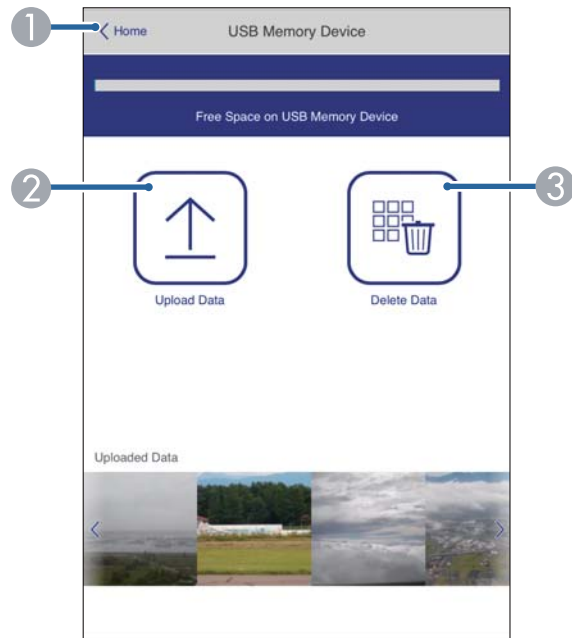 1
Home
USB Memory Device
Free Space on USB Memory Device
2
3
Upload Data
Delete Data
Uploaded Data